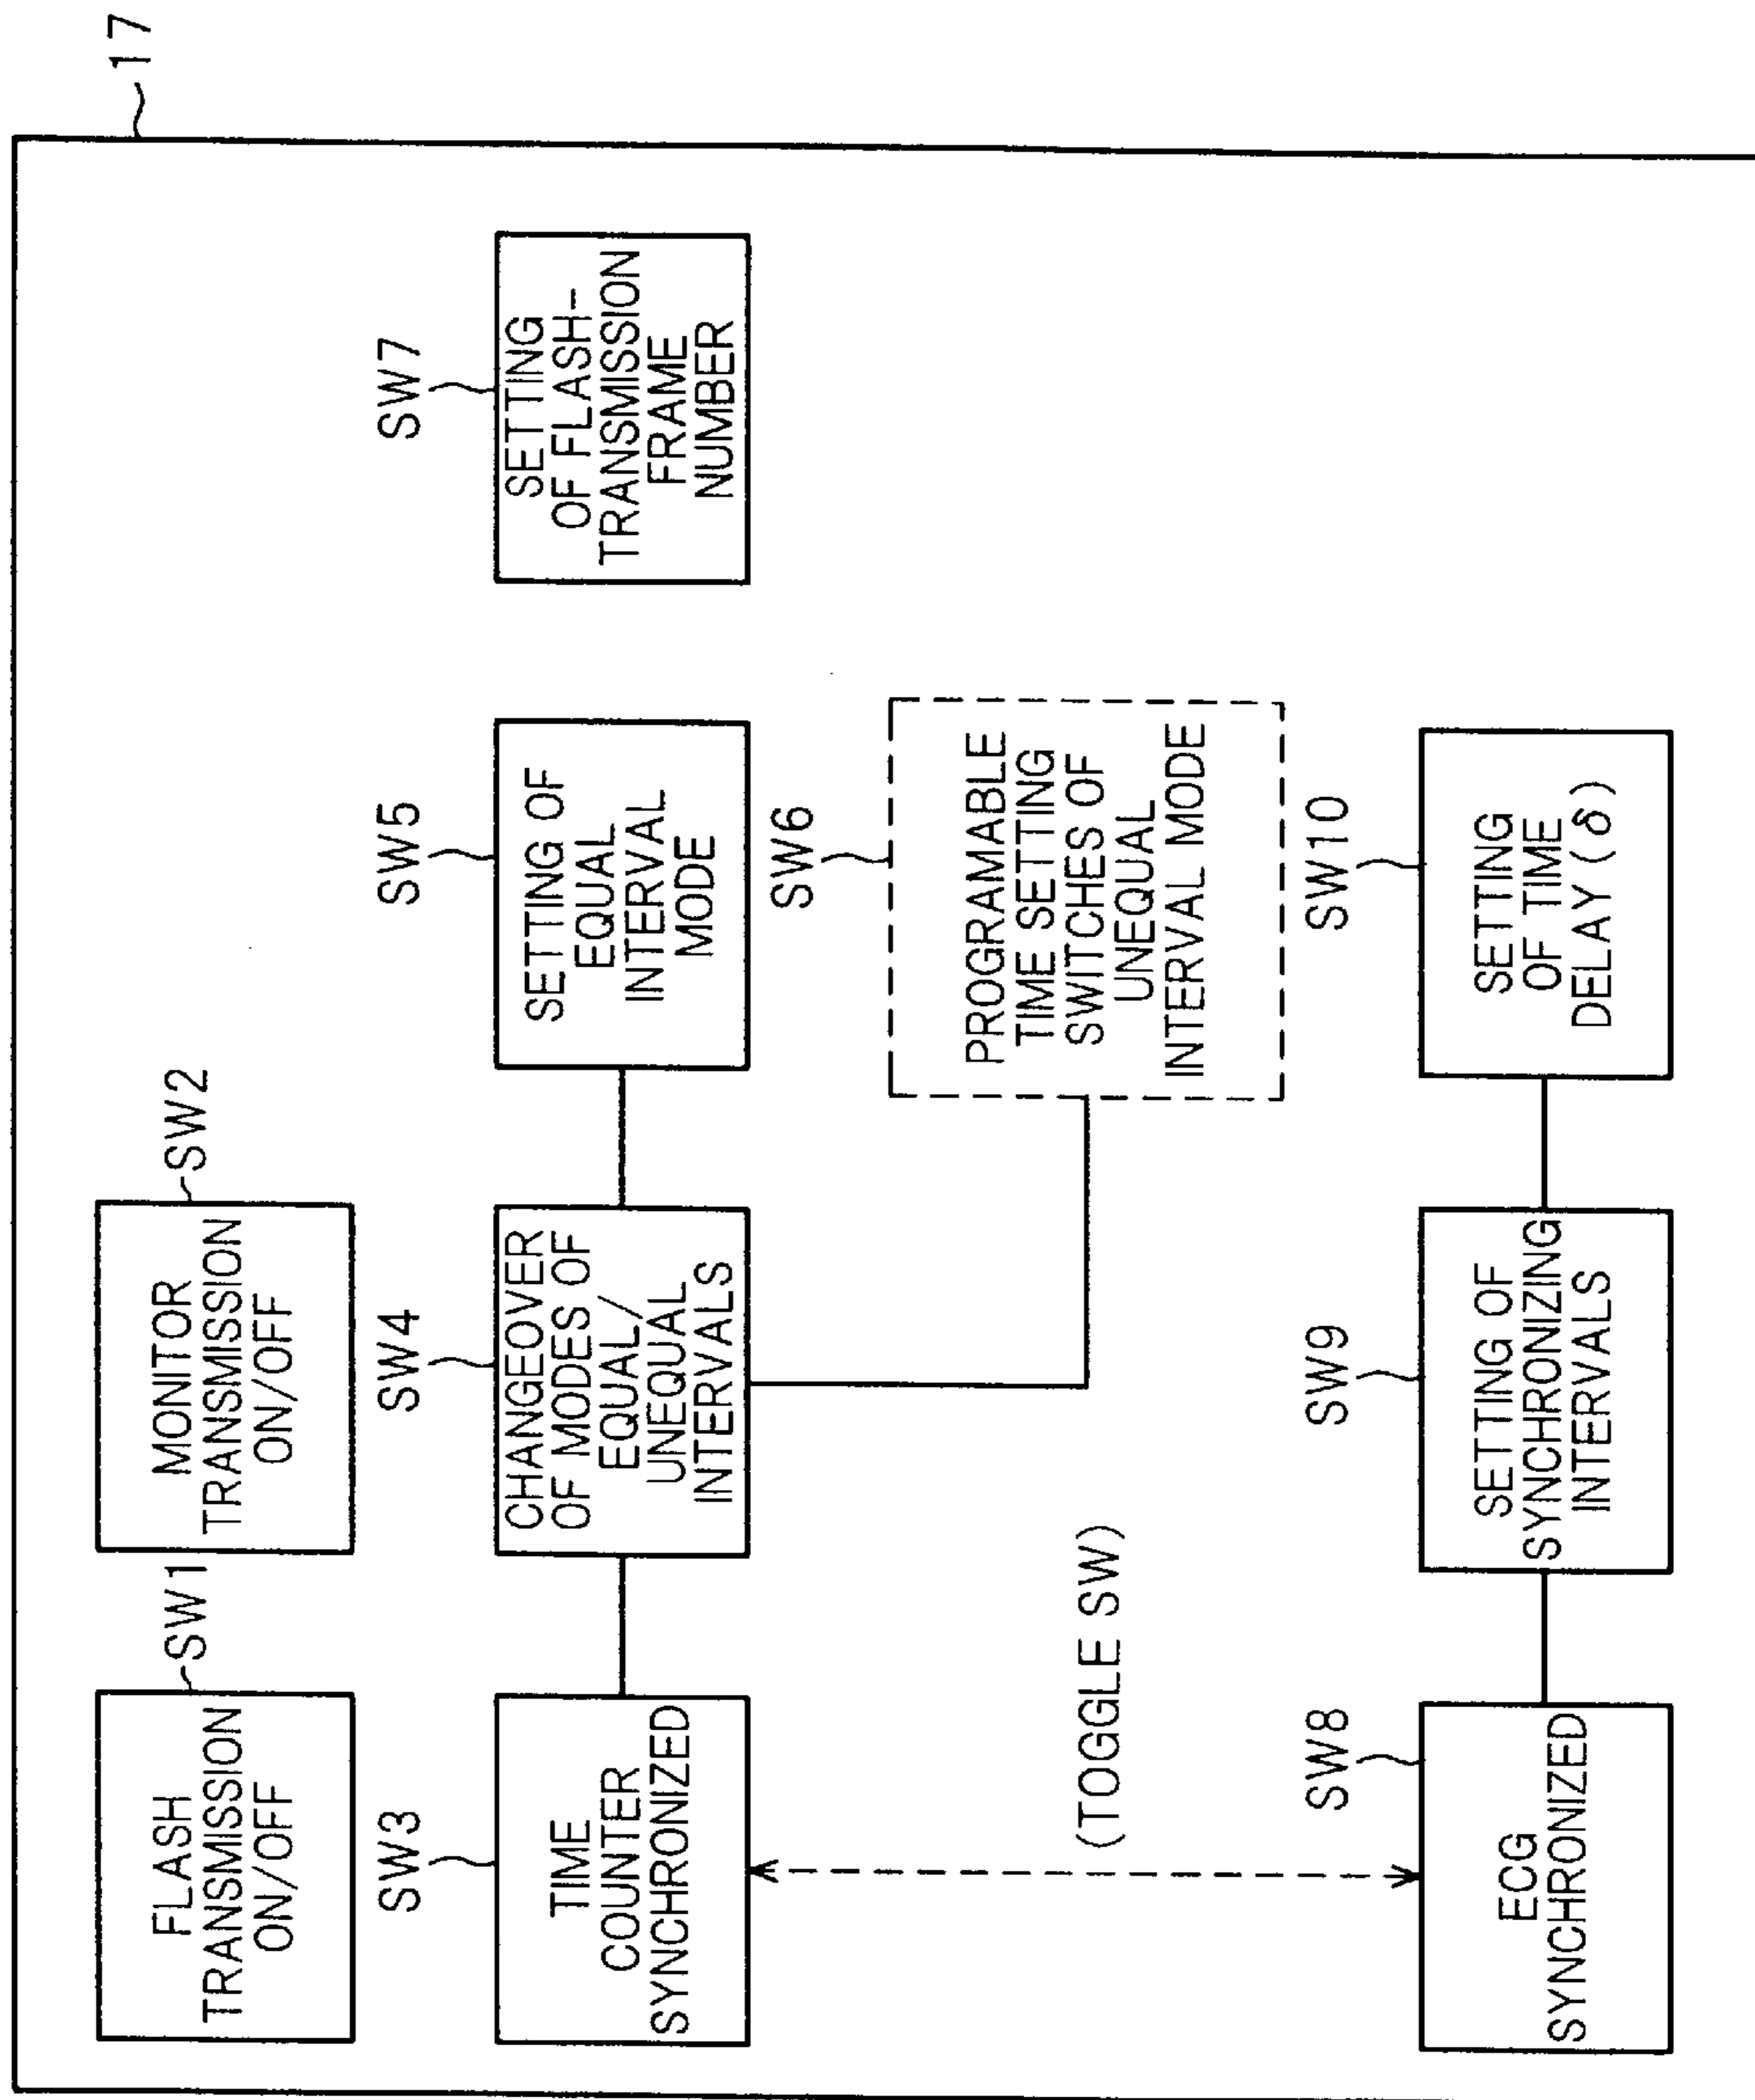 17
SW1
FLASH
TRANSMISSION
ON/OFF
SW2
MONITOR
TRANSMISSION
ON/OFF
SW3
TIME
COUNTER
SYNCHRONIZED
SW4
CHANGEOVER
OF MODES OF
EQUAL/
UNEQUAL
INTERVALS
SW5
SETTING OF
EQUAL
INTERVAL
MODE
SW7
SETTING
OF FLASH-
TRANSMISSION
FRAME
NUMBER
SW6
PROGRAMABLE
TIME SETTING
SWITCHES OF
UNEQUAL
INTERVAL MODE
(TOGGLE SW)
SW8
ECG
SYNCHRONIZED
SW9
SETTING OF
SYNCHRONIZING
INTERVALS
SW10
SETTING
OF TIME
DELAY (δ)